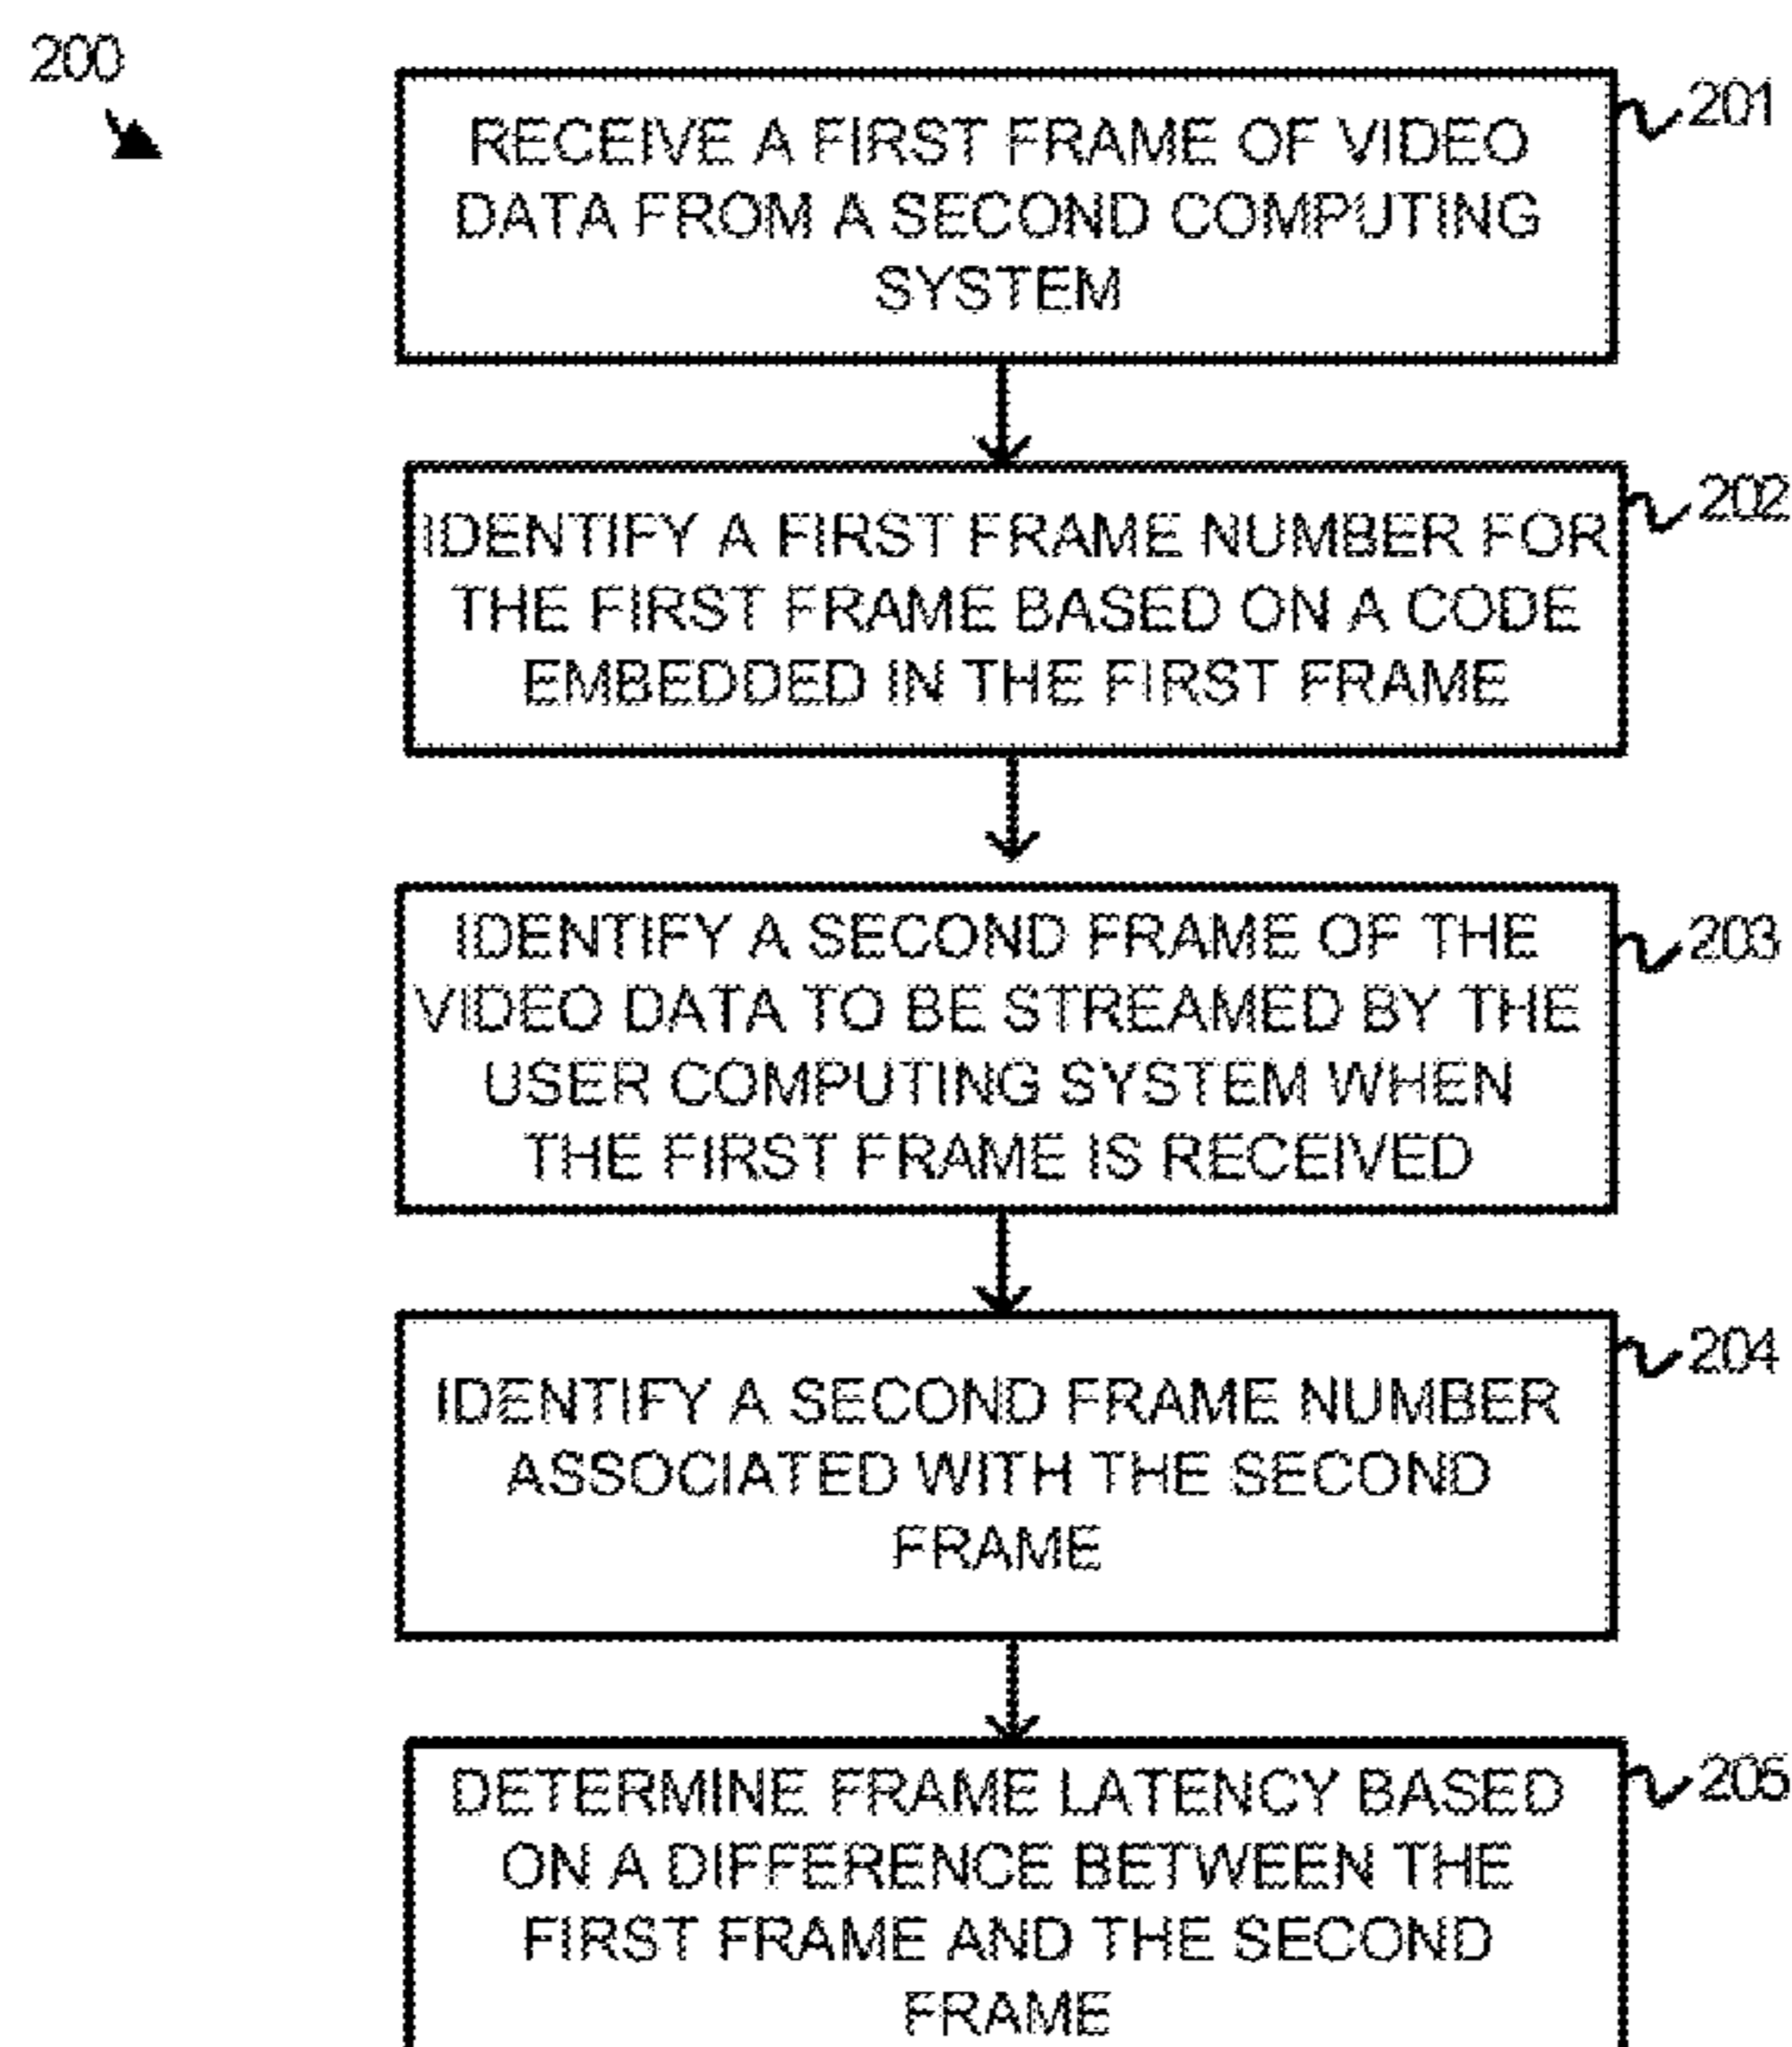 200
RECEIVE A FIRST FRAME OF VIDEO
DATA FROM A SECOND COMPUTING
SYSTEM
201
IDENTIFY A FIRST FRAME NUMBER FOR
THE FIRST FRAME BASED ON A CODE
EMBEDDED IN THE FIRST FRAME
202
IDENTIFY A SECOND FRAME OF THE
VIDEO DATA TO BE STREAMED BY THE
USER COMPUTING SYSTEM WHEN
THE FIRST FRAME IS RECEIVED
203
IDENTIFY A SECOND FRAME NUMBER
ASSOCIATED WITH THE SECOND
FRAME
204
DETERMINE FRAME LATENCY BASED
ON A DIFFERENCE BETWEEN THE
FIRST FRAME AND THE SECOND
FRAME
205